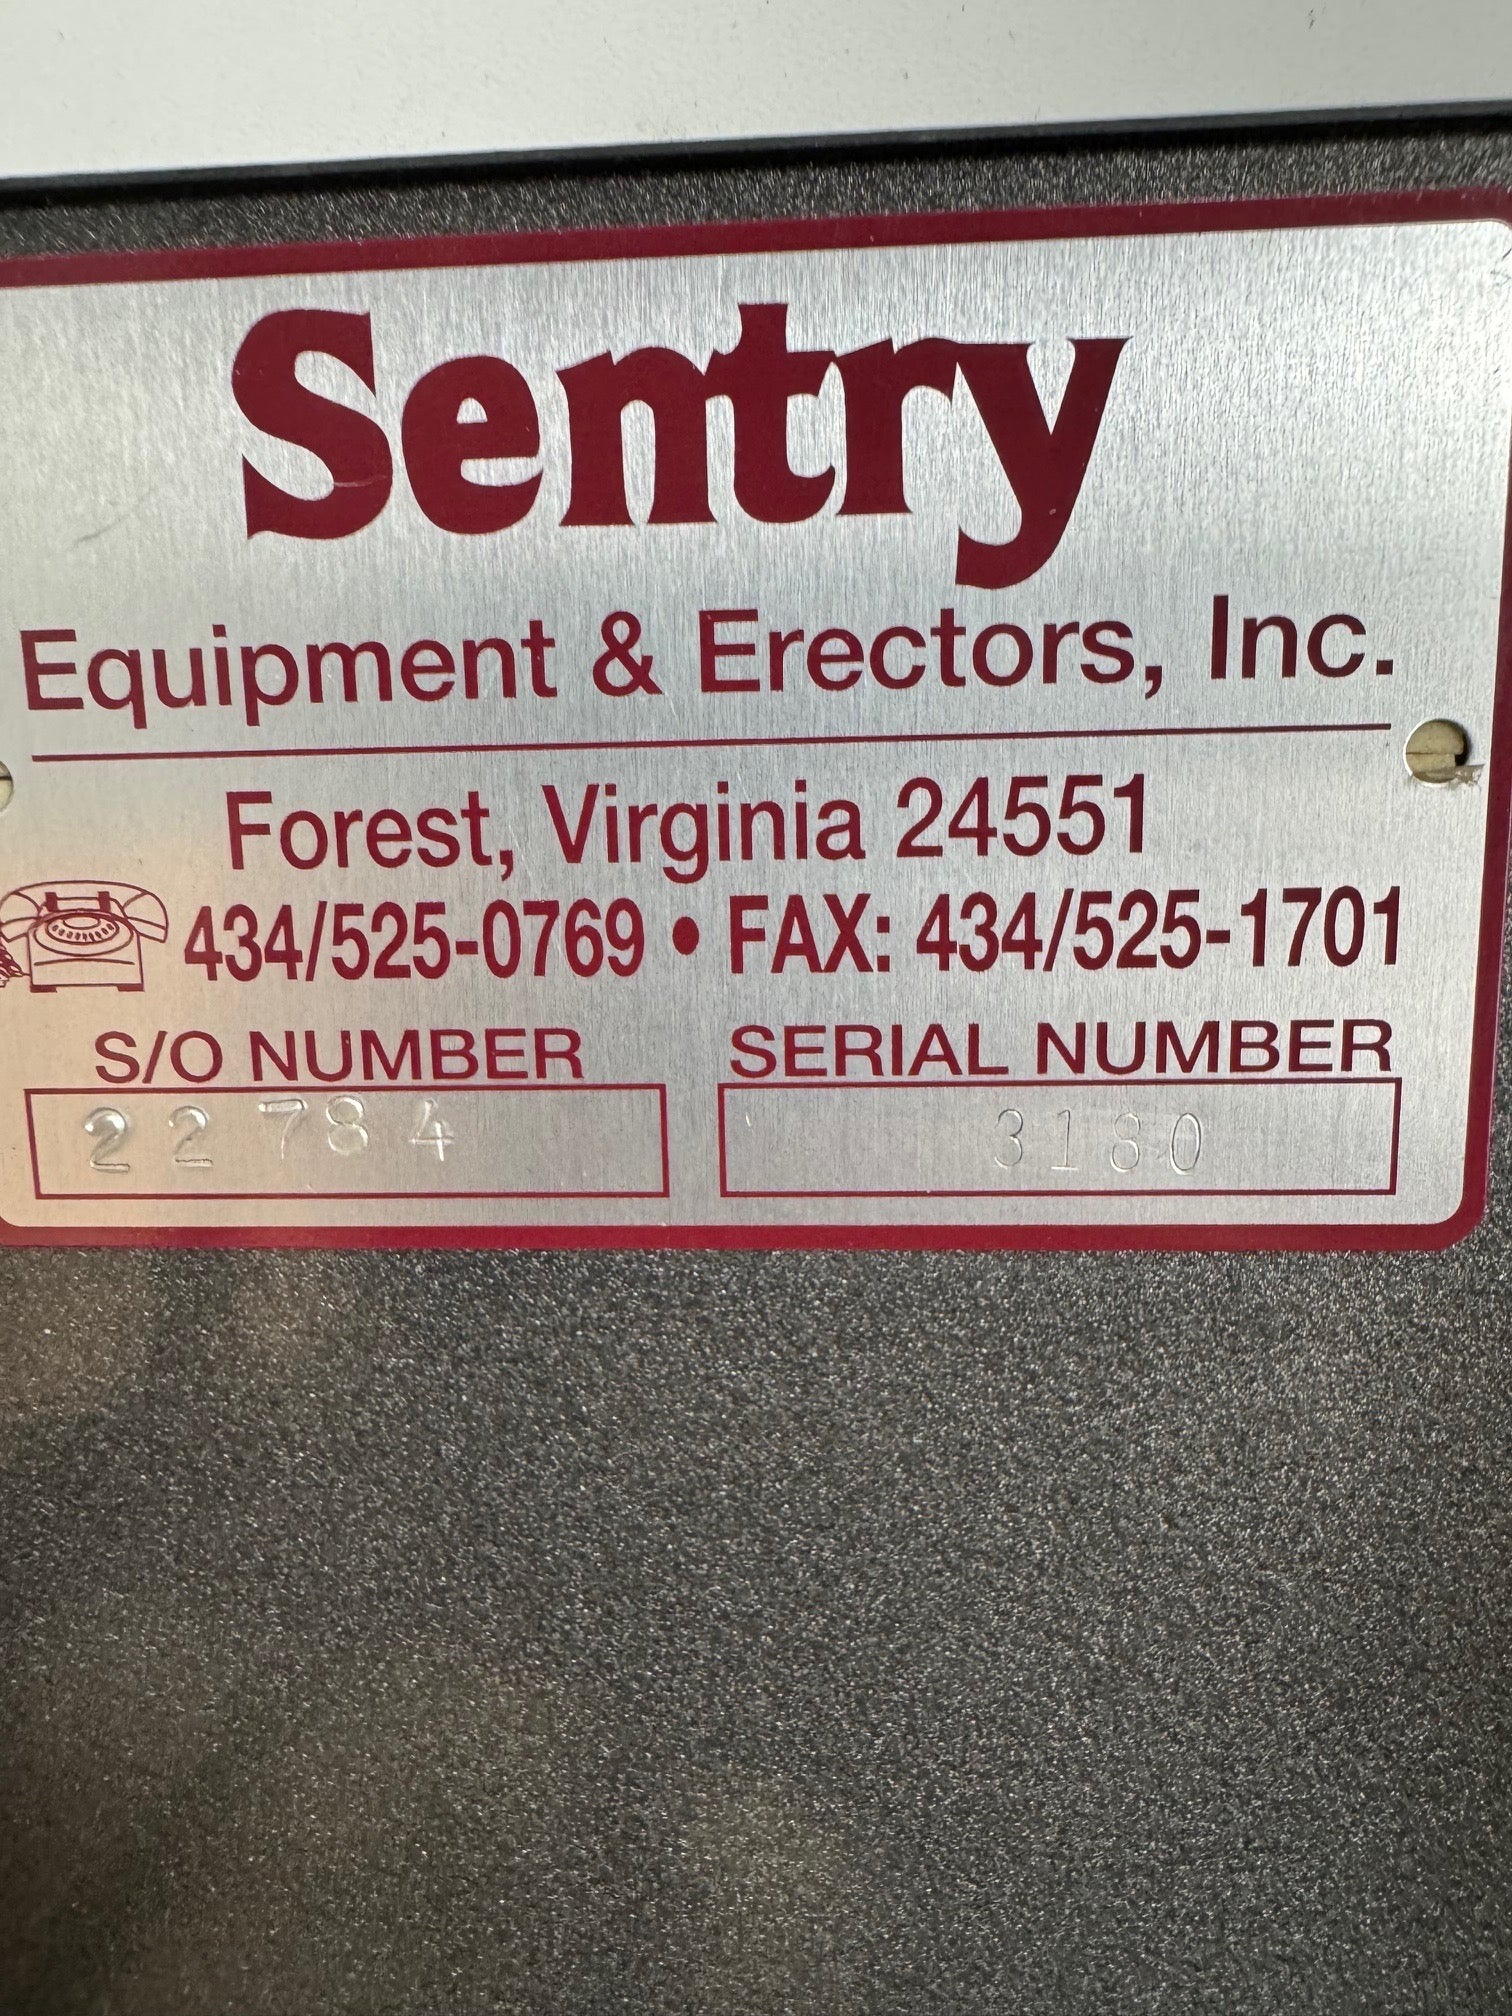 Sentry
Equipment & Erectors, Inc.
Forest, Virginia 24551
434/525-0769 • FAX: 434/525-1701
S/O NUMBER SERIAL NUMBER
22784 3180